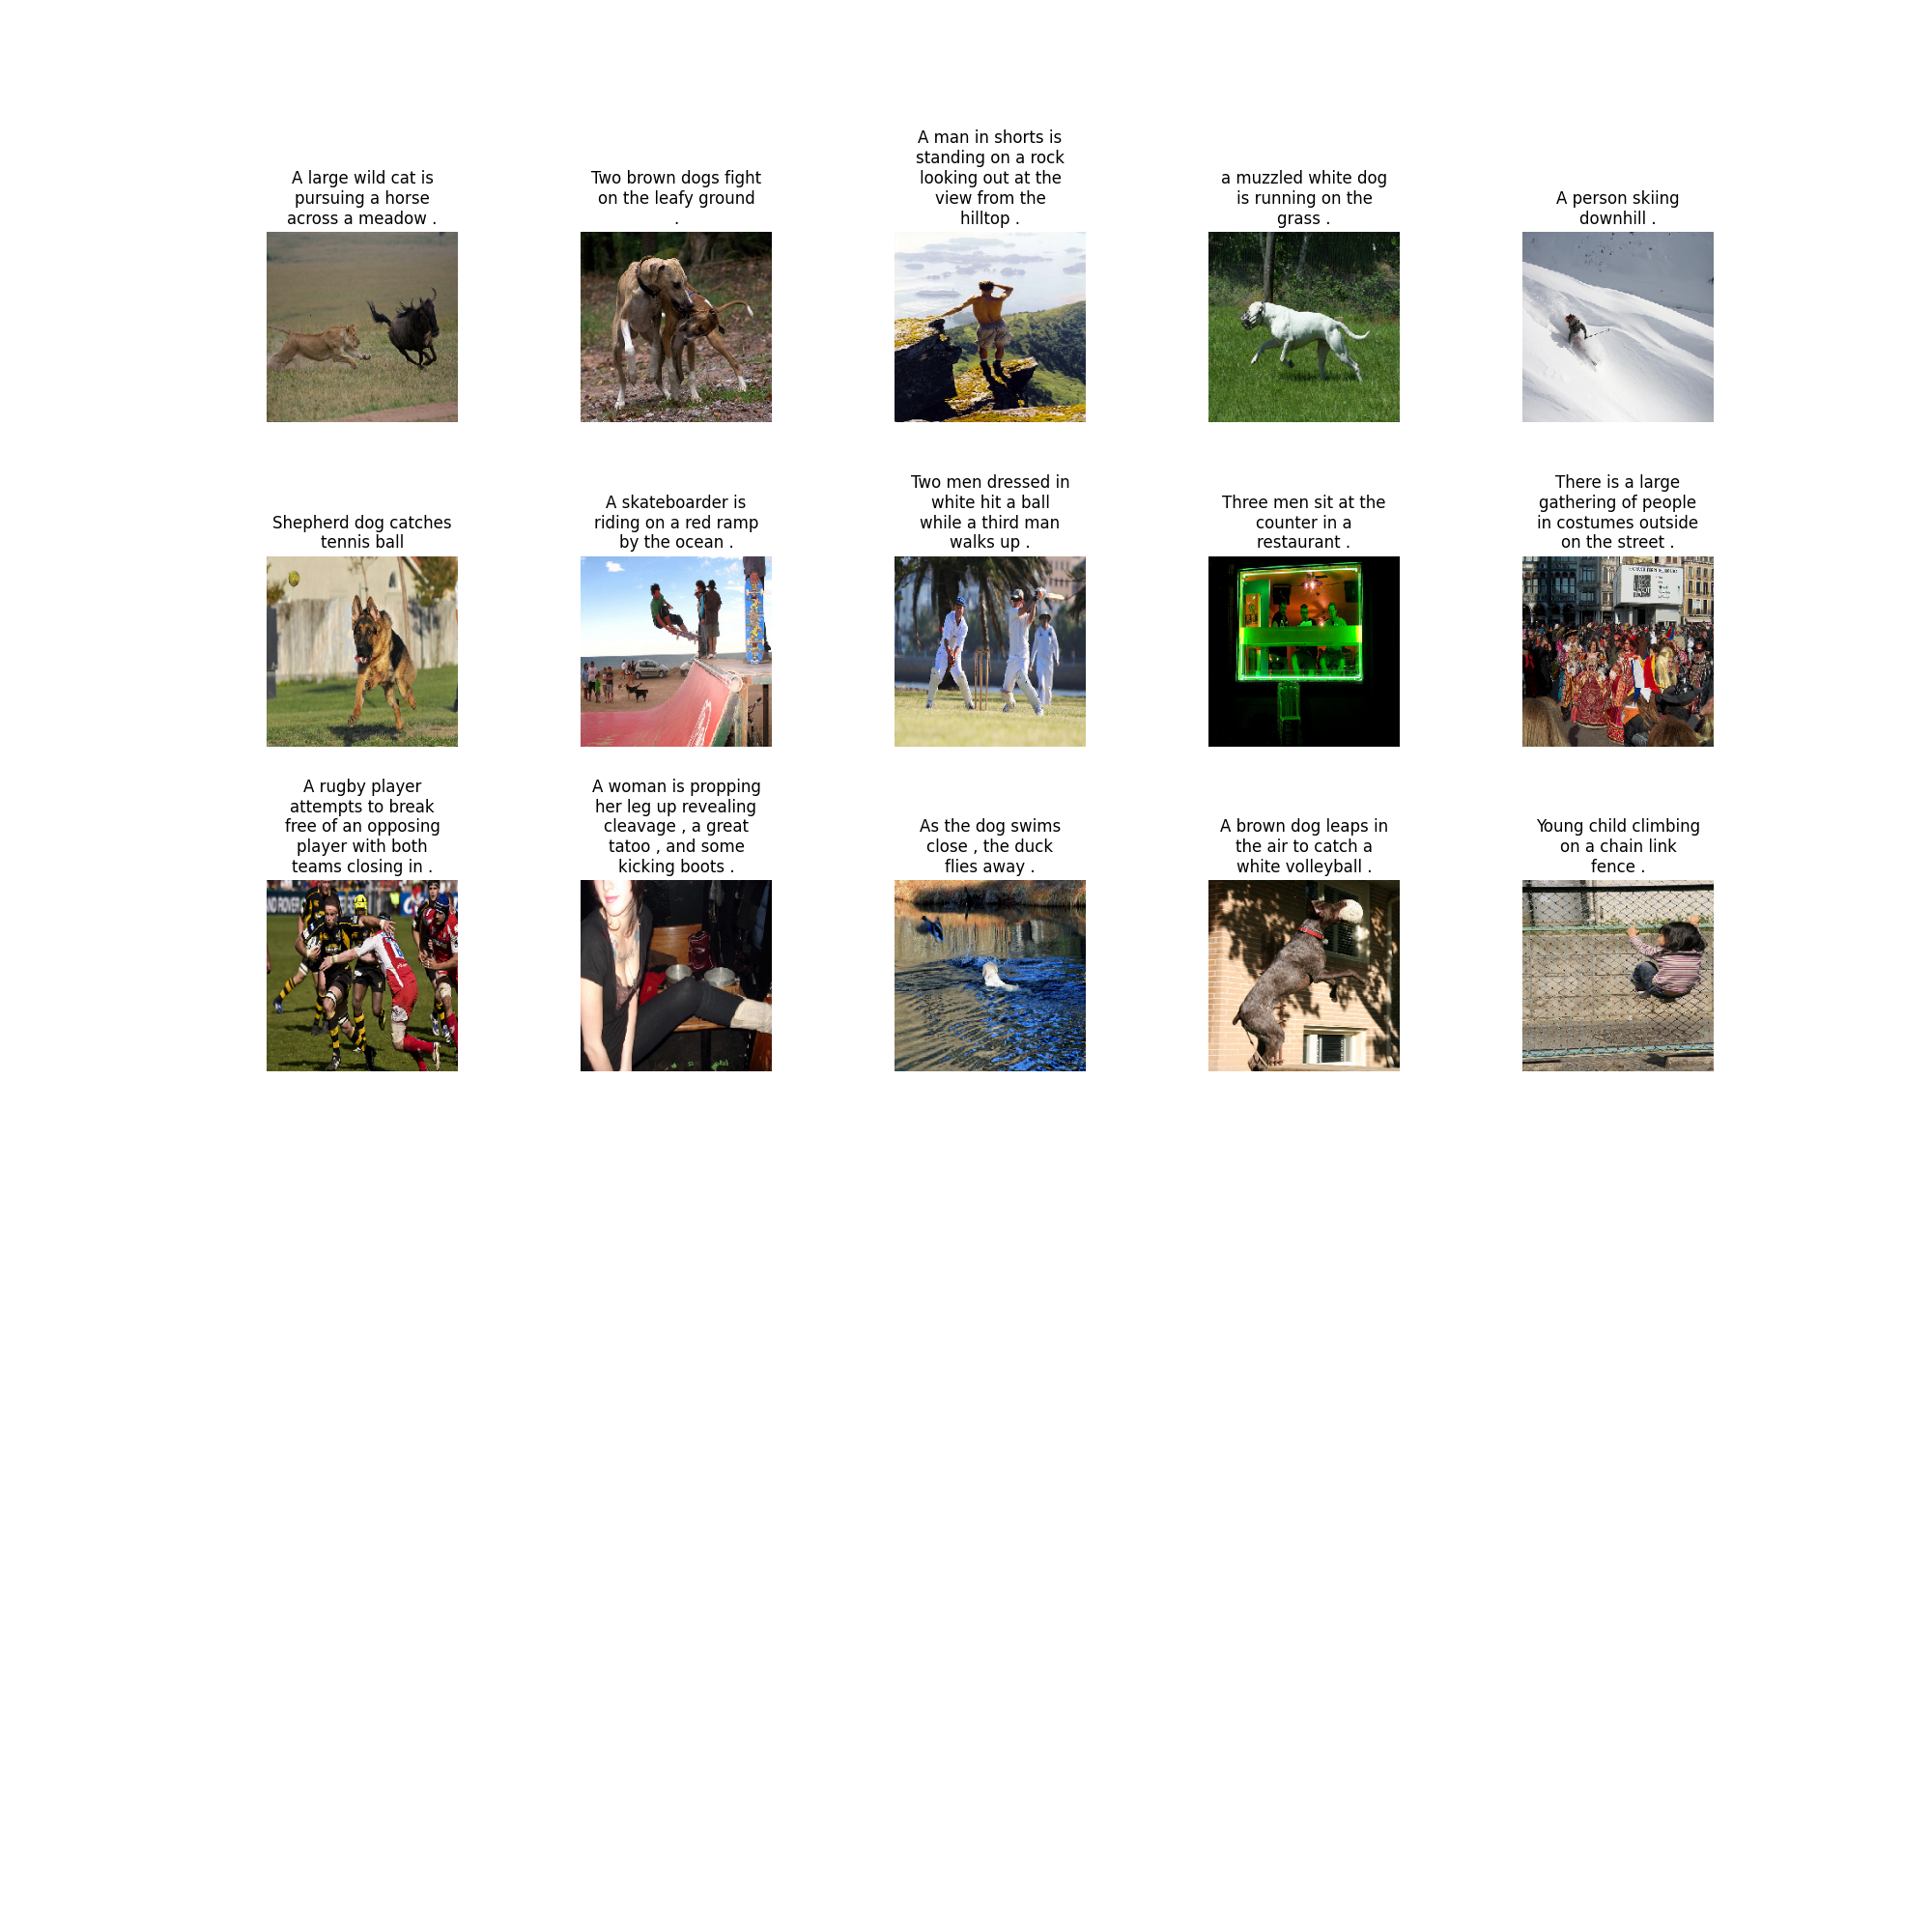 A large wild cat is
pursuing a horse
across a meadow .
Two brown dogs fight
on the leafy ground
.
A man in shorts is
standing on a rock
looking out at the
view from the
hilltop .
a muzzled white dog
is running on the
grass .
A person skiing
downhill .
Shepherd dog catches
tennis ball
A skateboarder is
riding on a red ramp
by the ocean .
Two men dressed in
white hit a ball
while a third man
walks up .
Three men sit at the
counter in a
restaurant .
There is a large
gathering of people
in costumes outside
on the street .
A rugby player
attempts to break
free of an opposing
player with both
teams closing in .
A woman is propping
her leg up revealing
cleavage , a great
tatoo , and some
kicking boots .
As the dog swims
close , the duck
flies away .
A brown dog leaps in
the air to catch a
white volleyball .
Young child climbing
on a chain link
fence .